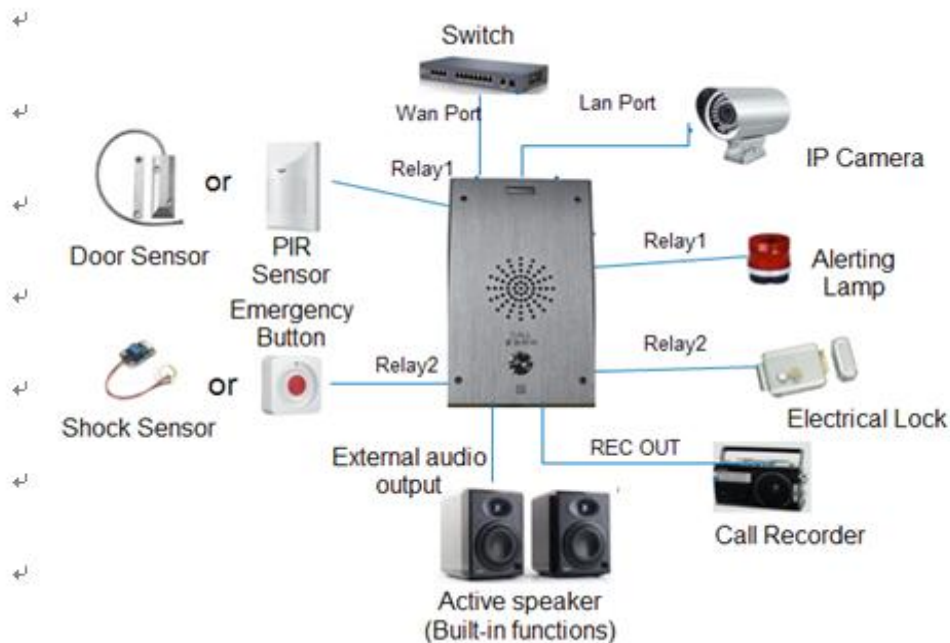 Switch
Wan Port
Lan Port
IP Camera
Relay1
or
Door Sensor
PIR
Sensor
Relay1
Alerting
Lamp
Emergency
Button
Relay2
or
Shock Sensor
Relay2
Electrical Lock
External audio
output
REC OUT
Call Recorder
Active speaker
(Built-in functions)